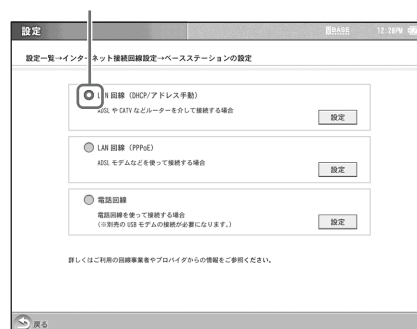 設定
BASE 12:28PM
設定一覧→インターネット接続回線設定→ベースステーションの設定
LAN 回線（DHCP/アドレス手動）
ADSL や CATV などルーターを介して接続する場合
設定
LAN 回線（PPPoE）
ADSL モデムなどを使って接続する場合
設定
電話回線
電話回線を使って接続する場合
（※別売の USB モデムの接続が必要になります。）
設定
詳しくはご利用の回線事業者やプロバイダからの情報をご参照ください。
戻る